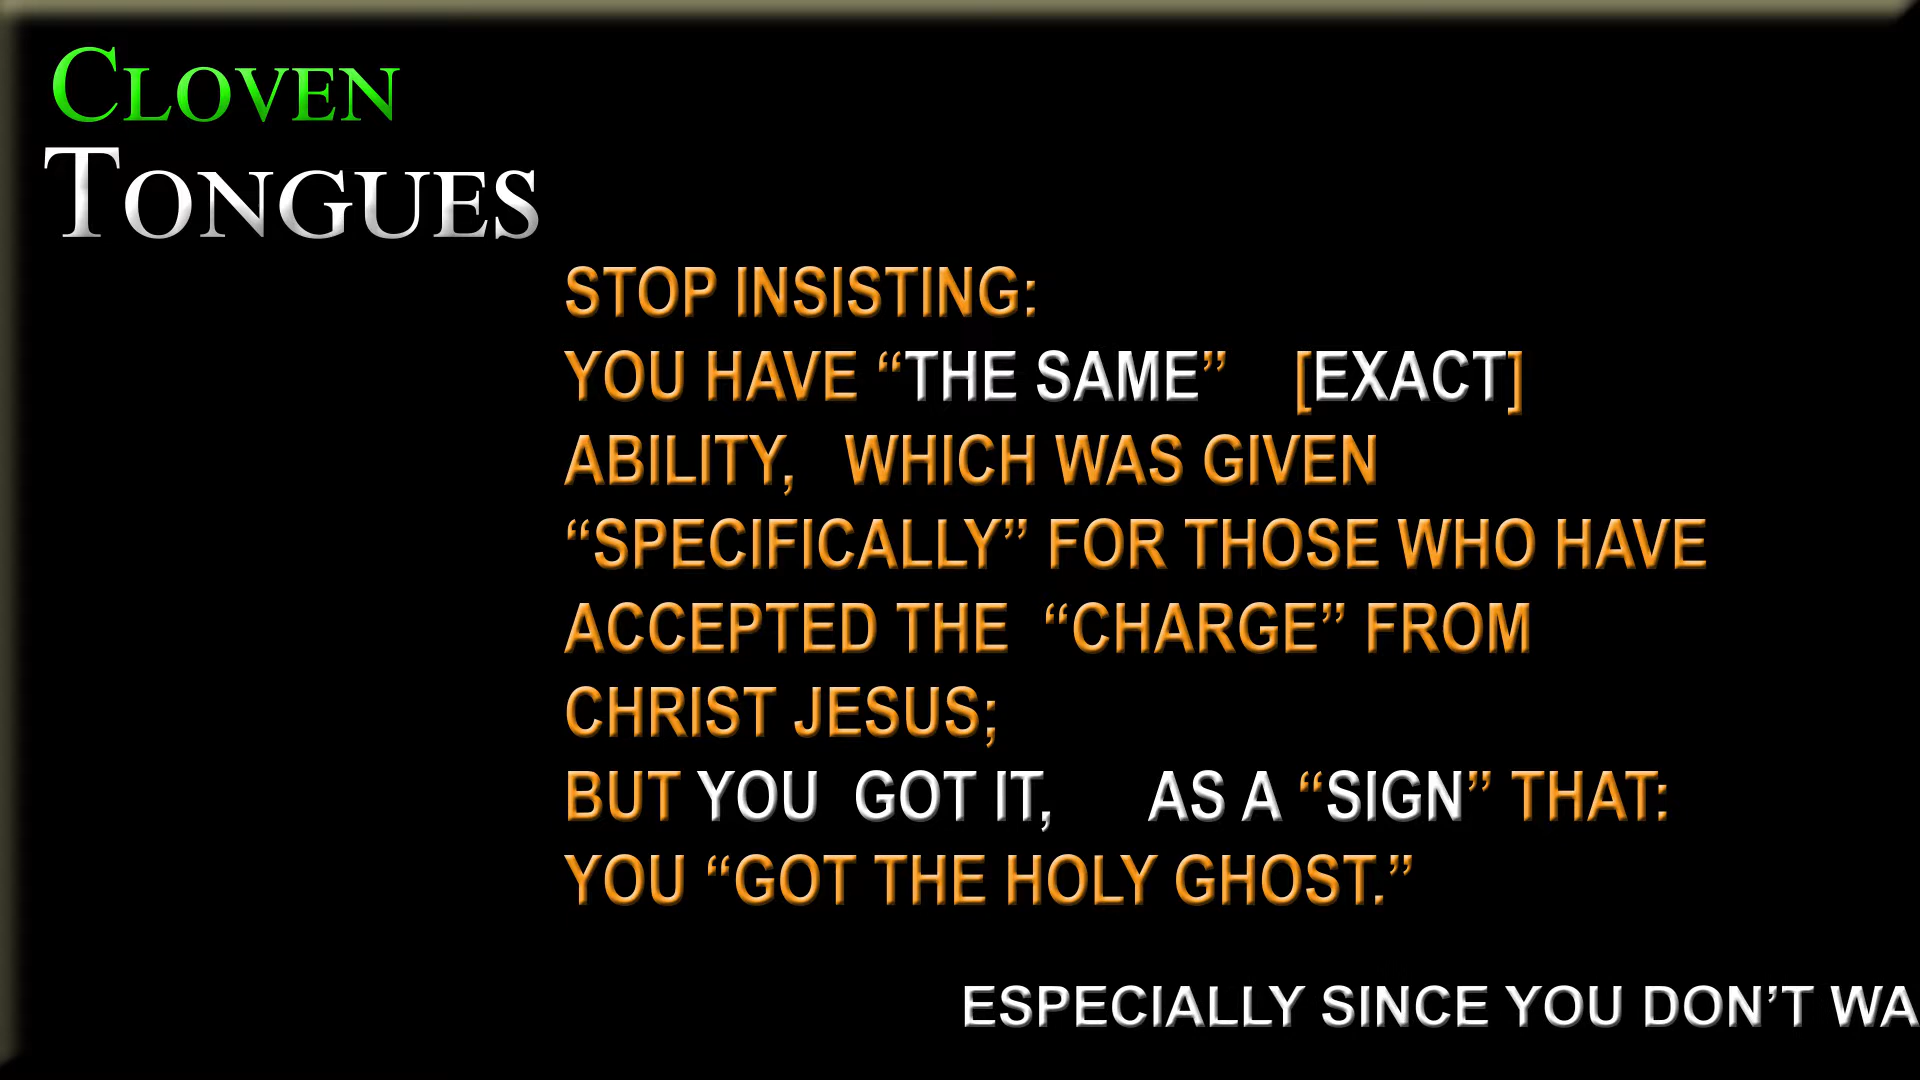 CLOVEN
TONGUES
STOP INSISTING:
YOU HAVE “THE SAME” [EXACT]
ABILITY, WHICH WAS GIVEN
“SPECIFICALLY” FOR THOSE WHO HAVE
ACCEPTED THE “CHARGE” FROM
CHRIST JESUS;
BUT YOU GOT IT, AS A “SIGN” THAT:
YOU “GOT THE HOLY GHOST.”
ESPECIALLY SINCE YOU DON’T